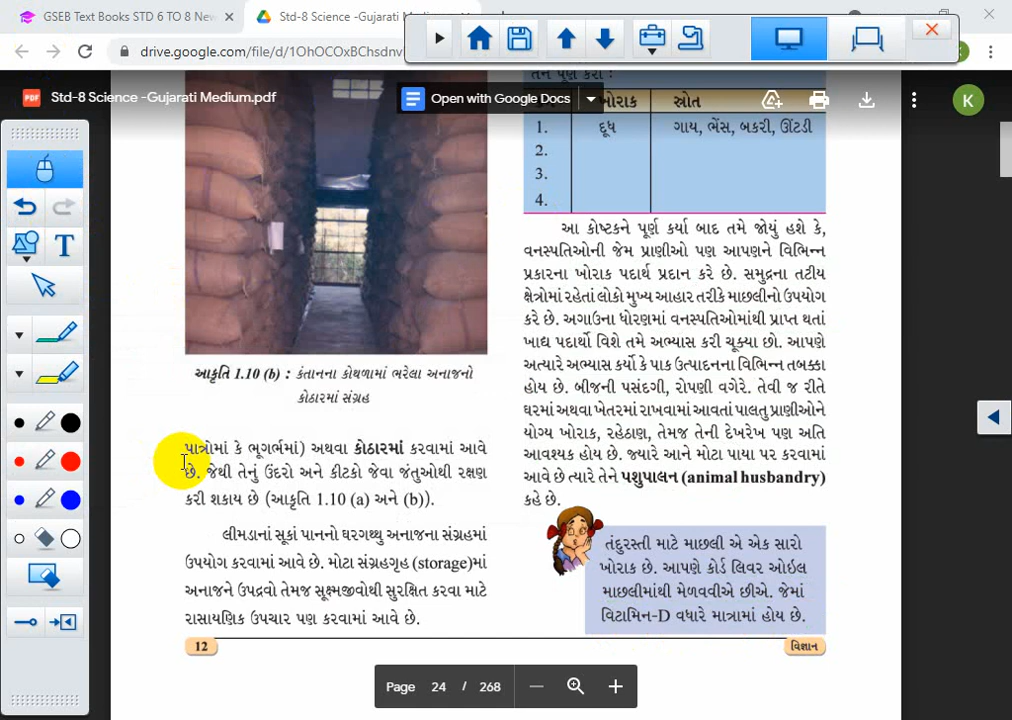 GSEB Text Books STD 6 TO 8 New
Std-8 Science -Gujarati Medium
drive.google.com/file/d/1OhOCOxBChsdnv
Std-8 Science -Gujarati Medium.pdf
Open with Google Docs
K
તેને પૂર્ણ કરો :
ખોરાક સ્રોત
1. દૂધ ગાય, ભેંસ, બકરી, ઊંટડી
2.
3.
4.
આકૃતિ 1.10 (b) : કંતાનના કોથળામાં ભરેલા અનાજનો
કોઠારમાં સંગ્રહ
પાત્રોમાં કે ભૂગર્ભમાં) અથવા કોઠારમાં કરવામાં આવે
છે. જેથી તેનું ઉંદરો અને કીટકો જેવા જંતુઓથી રક્ષણ
કરી શકાય છે (આકૃતિ 1.10 (a) અને (b)).
લીમડાનાં સૂકાં પાનનો ઘરગથ્થુ અનાજના સંગ્રહમાં
ઉપયોગ કરવામાં આવે છે. મોટા સંગ્રહગૃહ (storage)માં
અનાજને ઉપદ્રવો તેમજ સૂક્ષ્મજીવોથી સુરક્ષિત કરવા માટે
રાસાયણિક ઉપચાર પણ કરવામાં આવે છે.
આ કોષ્ટકને પૂર્ણ કર્યા બાદ તમે જોયું હશે કે,
વનસ્પતિઓની જેમ પ્રાણીઓ પણ આપણને વિભિન્ન
પ્રકારના ખોરાક પદાર્થ પ્રદાન કરે છે. સમુદ્રના તટીય
ક્ષેત્રોમાં રહેતાં લોકો મુખ્ય આહાર તરીકે માછલીનો ઉપયોગ
કરે છે. અગાઉના ધોરણમાં વનસ્પતિઓમાંથી પ્રાપ્ત થતાં
ખાદ્ય પદાર્થો વિશે તમે અભ્યાસ કરી ચૂક્યા છો. આપણે
અત્યારે અભ્યાસ કર્યો કે પાક ઉત્પાદનના વિભિન્ન તબક્કા
હોય છે. બીજની પસંદગી, રોપણી વગેરે. તેવી જ રીતે
ઘરમાં અથવા ખેતરમાં રાખવામાં આવતાં પાલતુ પ્રાણીઓને
યોગ્ય ખોરાક, રહેઠાણ, તેમજ તેની દેખરેખ પણ અતિ
આવશ્યક હોય છે. જ્યારે આને મોટા પાયા પર કરવામાં
આવે છે ત્યારે તેને પશુપાલન (animal husbandry)
કહે છે.
તંદુરસ્તી માટે માછલી એ એક સારો
ખોરાક છે. આપણે કોર્ડ લિવર ઓઇલ
માછલીમાંથી મેળવવીએ છીએ. જેમાં
વિટામિન-D વધારે માત્રામાં હોય છે.
12
વિજ્ઞાન
Page 24 / 268
T